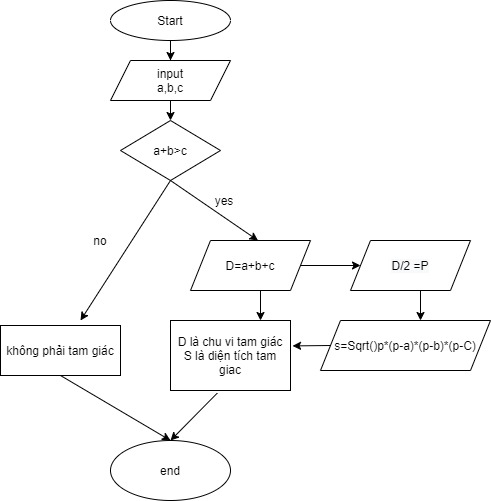 Start
input
a,b,c
a+b>c
yes
no
D=a+b+c
D/2 =P
không phải tam giác
D là chu vi tam giác
S là diện tích tam
giac
s=Sqrt()p*(p-a)*(p-b)*(p-C)
end